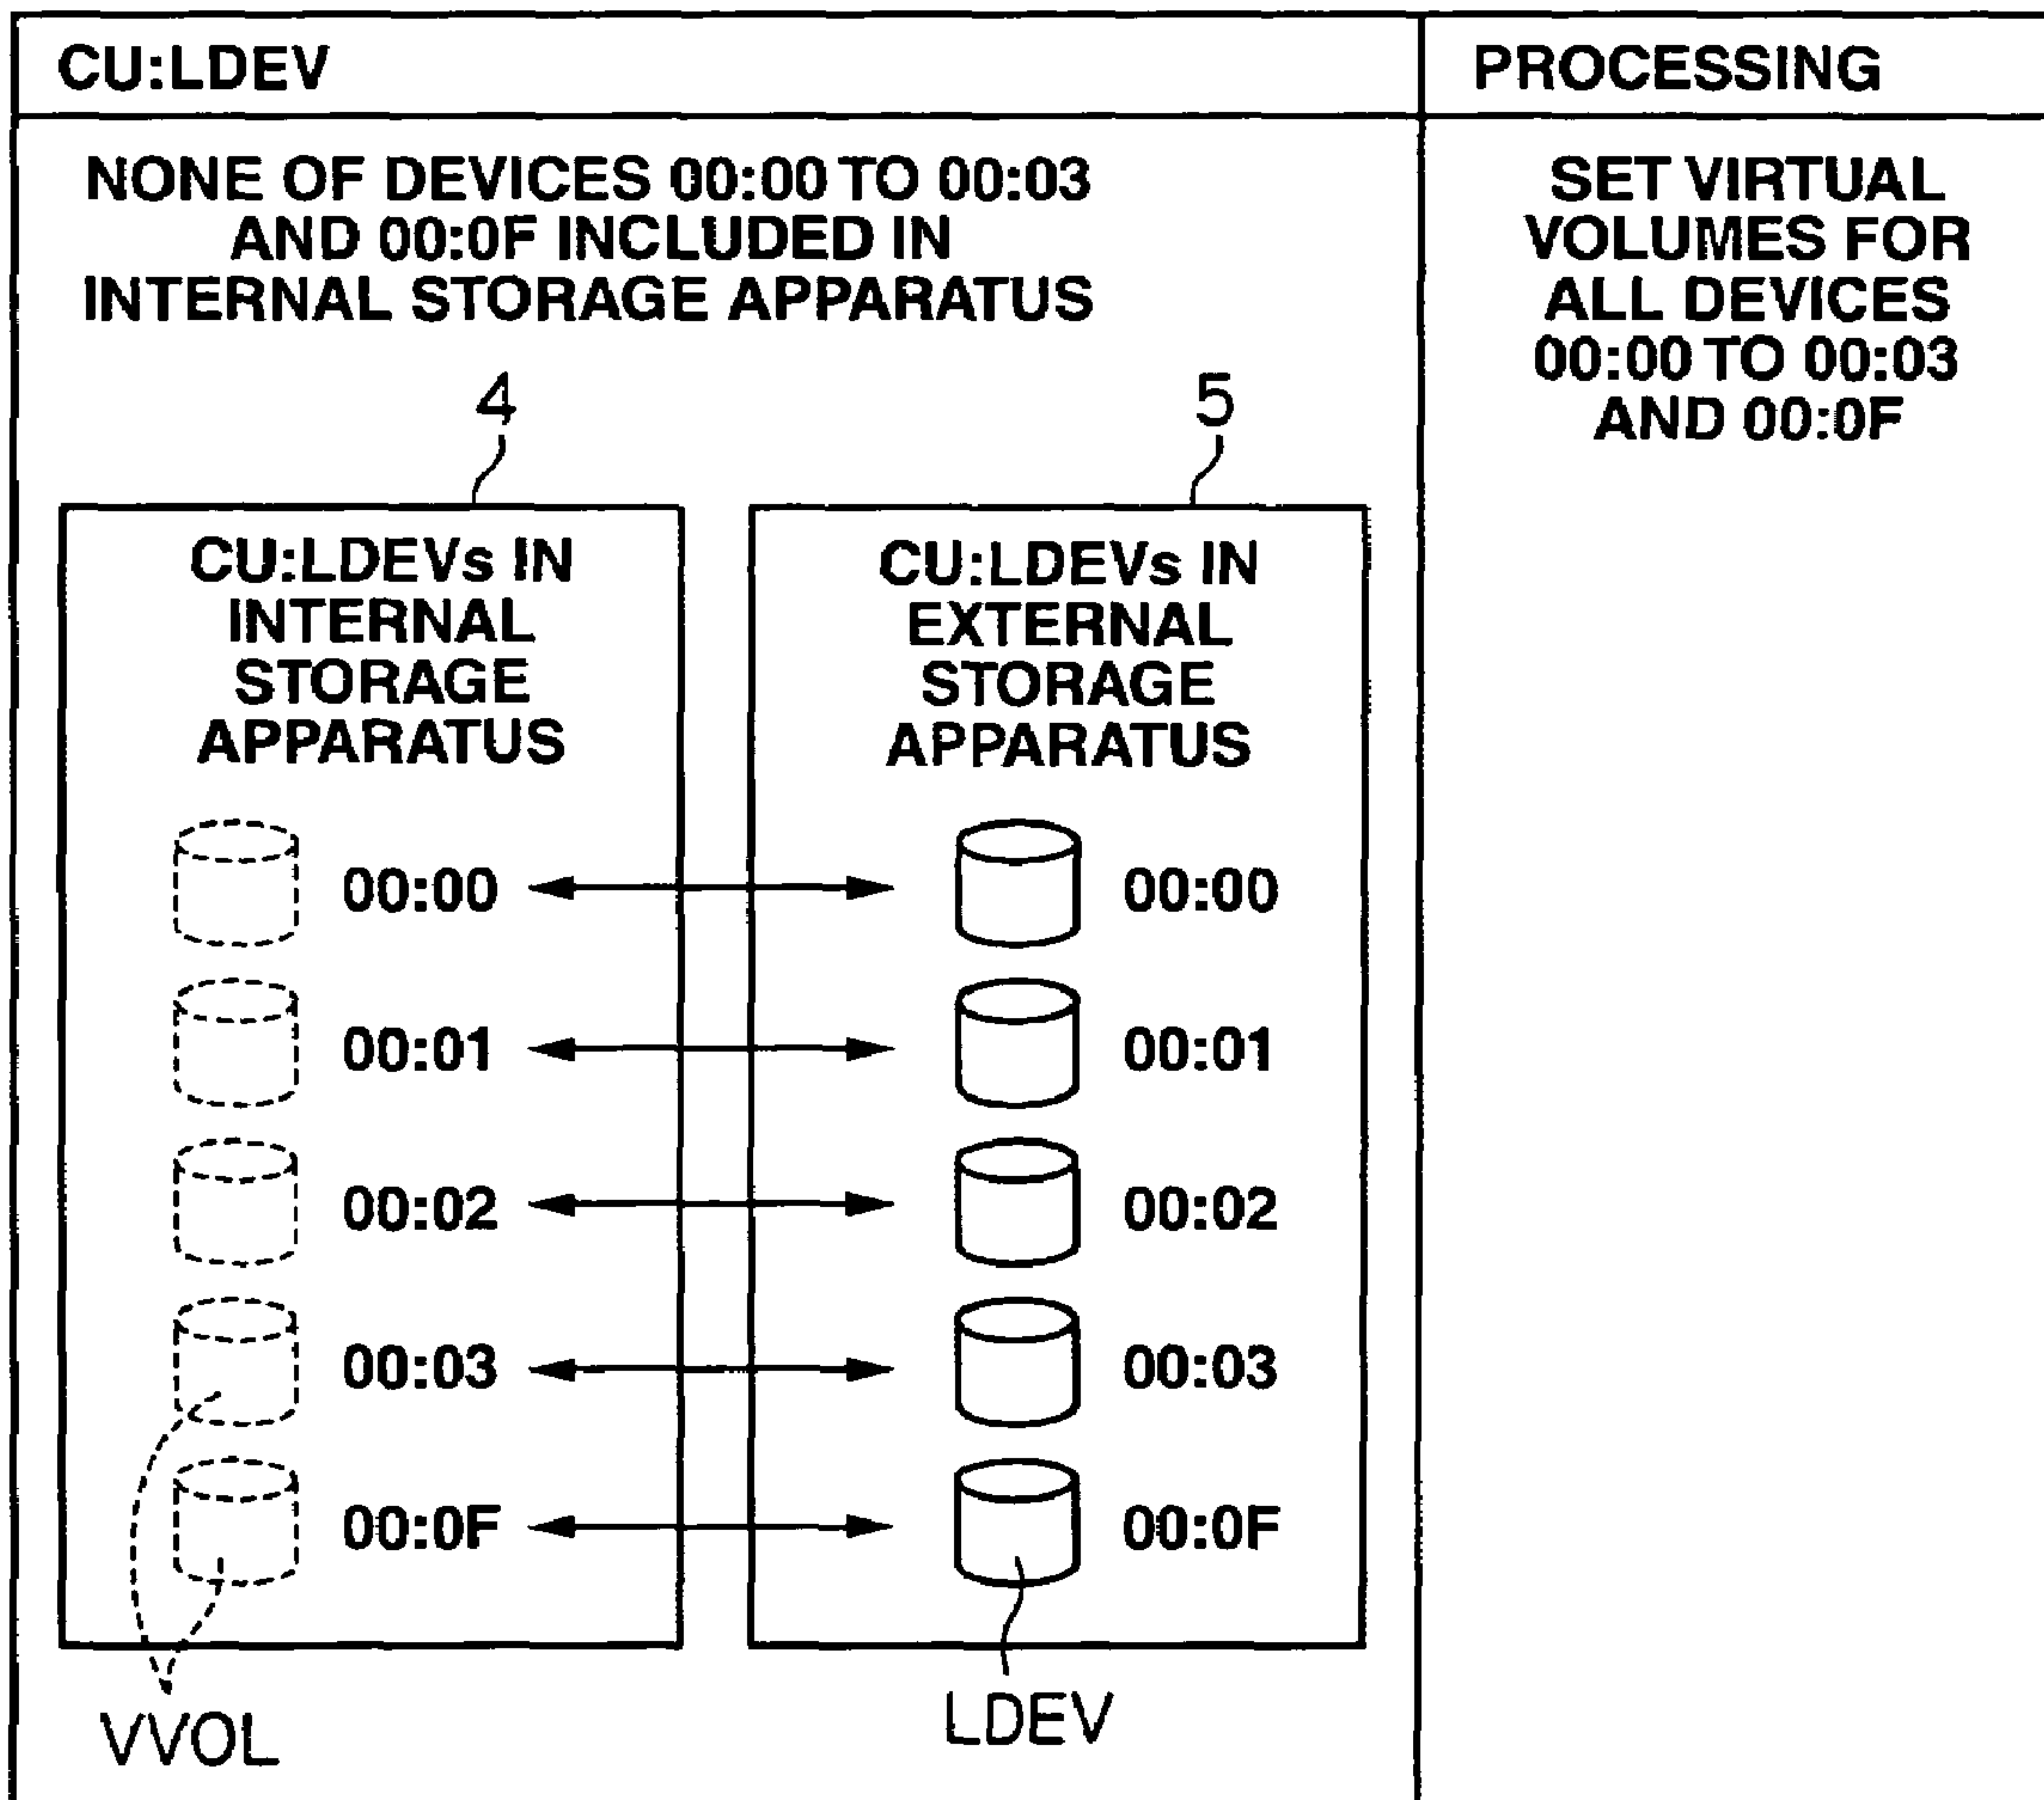 CU:LDEV
PROCESSING
NONE OF DEVICES 00:00 TO 00:03
AND 00:0F INCLUDED IN
INTERNAL STORAGE APPARATUS
SET VIRTUAL
VOLUMES FOR
ALL DEVICES
00:00 TO 00:03
AND 00:0F
4
5
CU:LDEVs IN
INTERNAL
STORAGE
APPARATUS
CU:LDEVs IN
EXTERNAL
STORAGE
APPARATUS
00:00
00:00
00:01
00:01
00:02
00:02
00:03
00:03
00:0F
00:0F
VVOL
LDEV